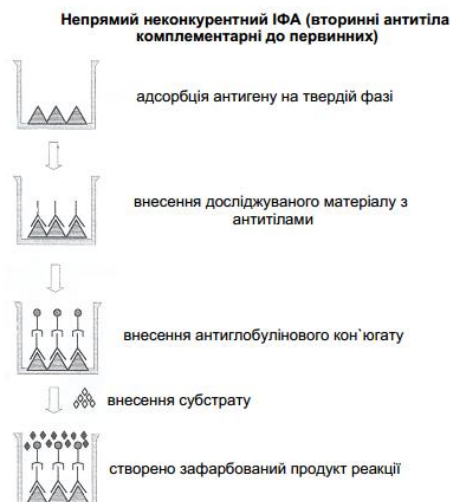 Непрямий неконкурентний ІФА (вторинні антитіла
комплементарні до первинних)
адсорбція антигену на твердій фазі
внесення досліджуваного матеріалу з
антитілами
внесення антиглобулінового кон`югату
внесення субстрату
створено зафарбований продукт реакції